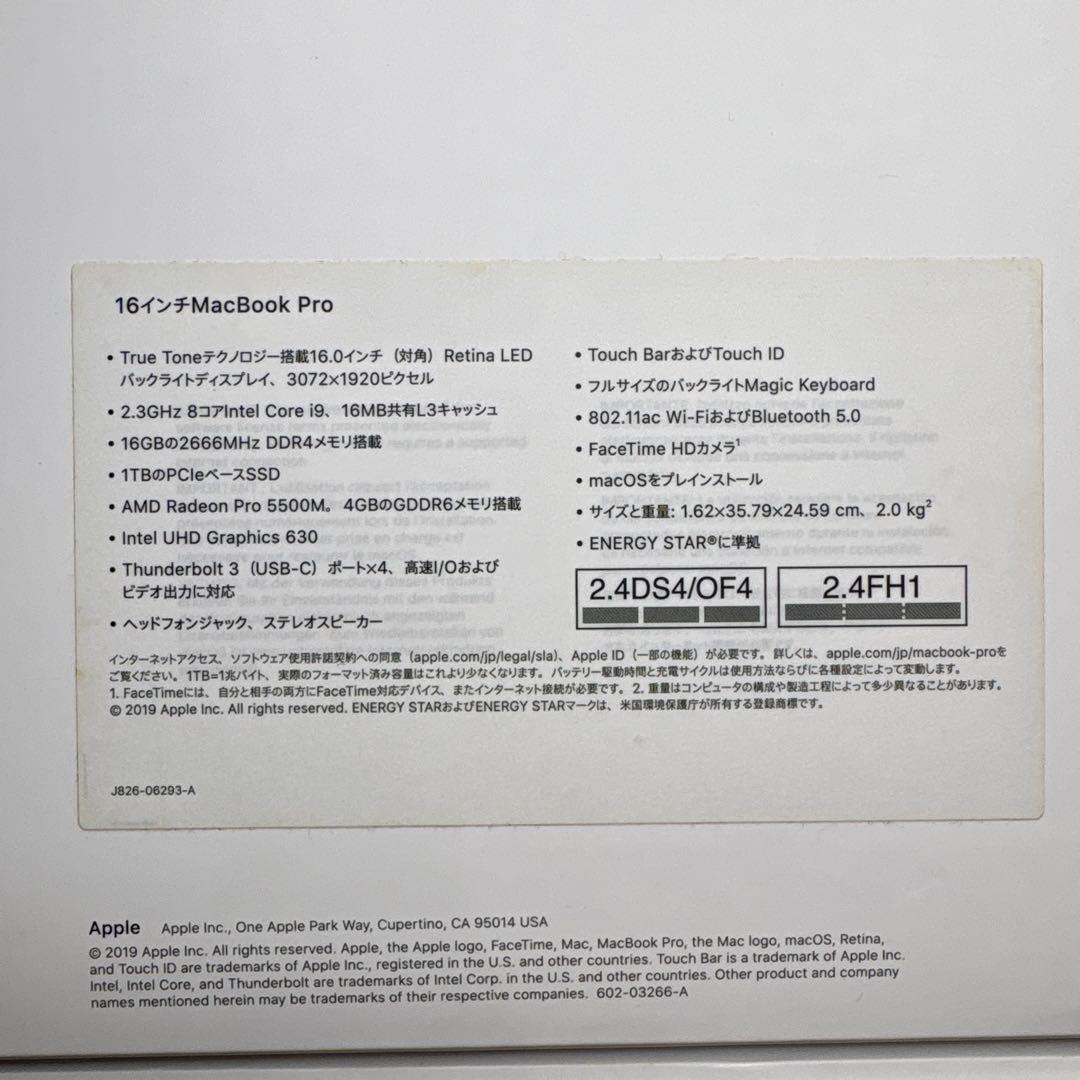 16インチMacBook Pro
• True Toneテクノロジー搭載16.0インチ（対角）Retina LED
バックライトディスプレイ、3072×1920ピクセル
• 2.3GHz 8コアIntel Core i9、16MB共有L3キャッシュ
• 16GBの2666MHz DDR4メモリ搭載
• 1TBのPCIeベースSSD
• AMD Radeon Pro 5500M。4GBのGDDR6メモリ搭載
• Intel UHD Graphics 630
• Thunderbolt 3（USB-C）ポート×4、高速I/Oおよび
ビデオ出力に対応
• ヘッドフォンジャック、ステレオスピーカー
• Touch BarおよびTouch ID
• フルサイズのバックライトMagic Keyboard
• 802.11ac Wi-FiおよびBluetooth 5.0
• FaceTime HDカメラ¹
• macOSをプレインストール
• サイズと重量: 1.62×35.79×24.59 cm、2.0 kg²
• ENERGY STAR®に準拠
2.4DS4/OF4
2.4FH1
インターネットアクセス、ソフトウェア使用許諾契約への同意（apple.com/jp/legal/sla）、Apple ID（一部の機能）が必要です。詳しくは、apple.com/jp/macbook-proを
ご覧ください。1TB=1兆バイト、実際のフォーマット済み容量はこれより少なくなります。バッテリー駆動時間と充電サイクルは使用方法ならびに各種設定によって変動します。
1. FaceTimeには、自分と相手の両方にFaceTime対応デバイス、またインターネット接続が必要です。2. 重量はコンピュータの構成や製造工程によって多少異なることがあります。
© 2019 Apple Inc. All rights reserved. ENERGY STARおよびENERGY STARマークは、米国環境保護庁が所有する登録商標です。
J826-06293-A
Apple Apple Inc., One Apple Park Way, Cupertino, CA 95014 USA
© 2019 Apple Inc. All rights reserved. Apple, the Apple logo, FaceTime, Mac, MacBook Pro, the Mac logo, macOS, Retina,
and Touch ID are trademarks of Apple Inc., registered in the U.S. and other countries. Touch Bar is a trademark of Apple Inc.
Intel, Intel Core, and Thunderbolt are trademarks of Intel Corp. in the U.S. and other countries. Other product and company
names mentioned herein may be trademarks of their respective companies. 602-03266-A